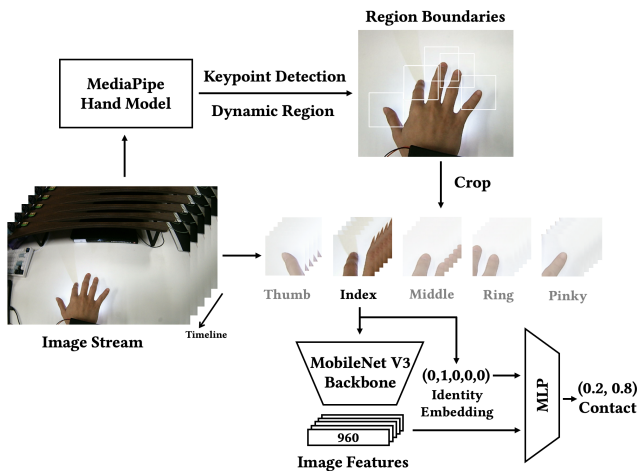 Region Boundaries
MediaPipe
Hand Model
Keypoint Detection
Dynamic Region
Crop
Thumb
Index
Middle
Ring
Pinky
Timeline
Image Stream
MobileNet V3
Backbone
(0,1,0,0,0)
Identity
Embedding
MLP
(0.2, 0.8)
Contact
960
Image Features